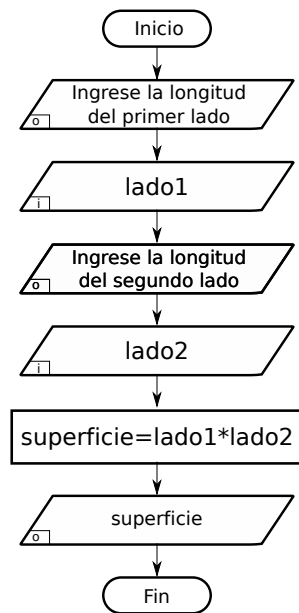 Inicio
Ingrese la longitud
del primer lado
o
lado1
i
Ingrese la longitud
del segundo lado
o
lado2
i
superficie=lado1*lado2
superficie
o
Fin